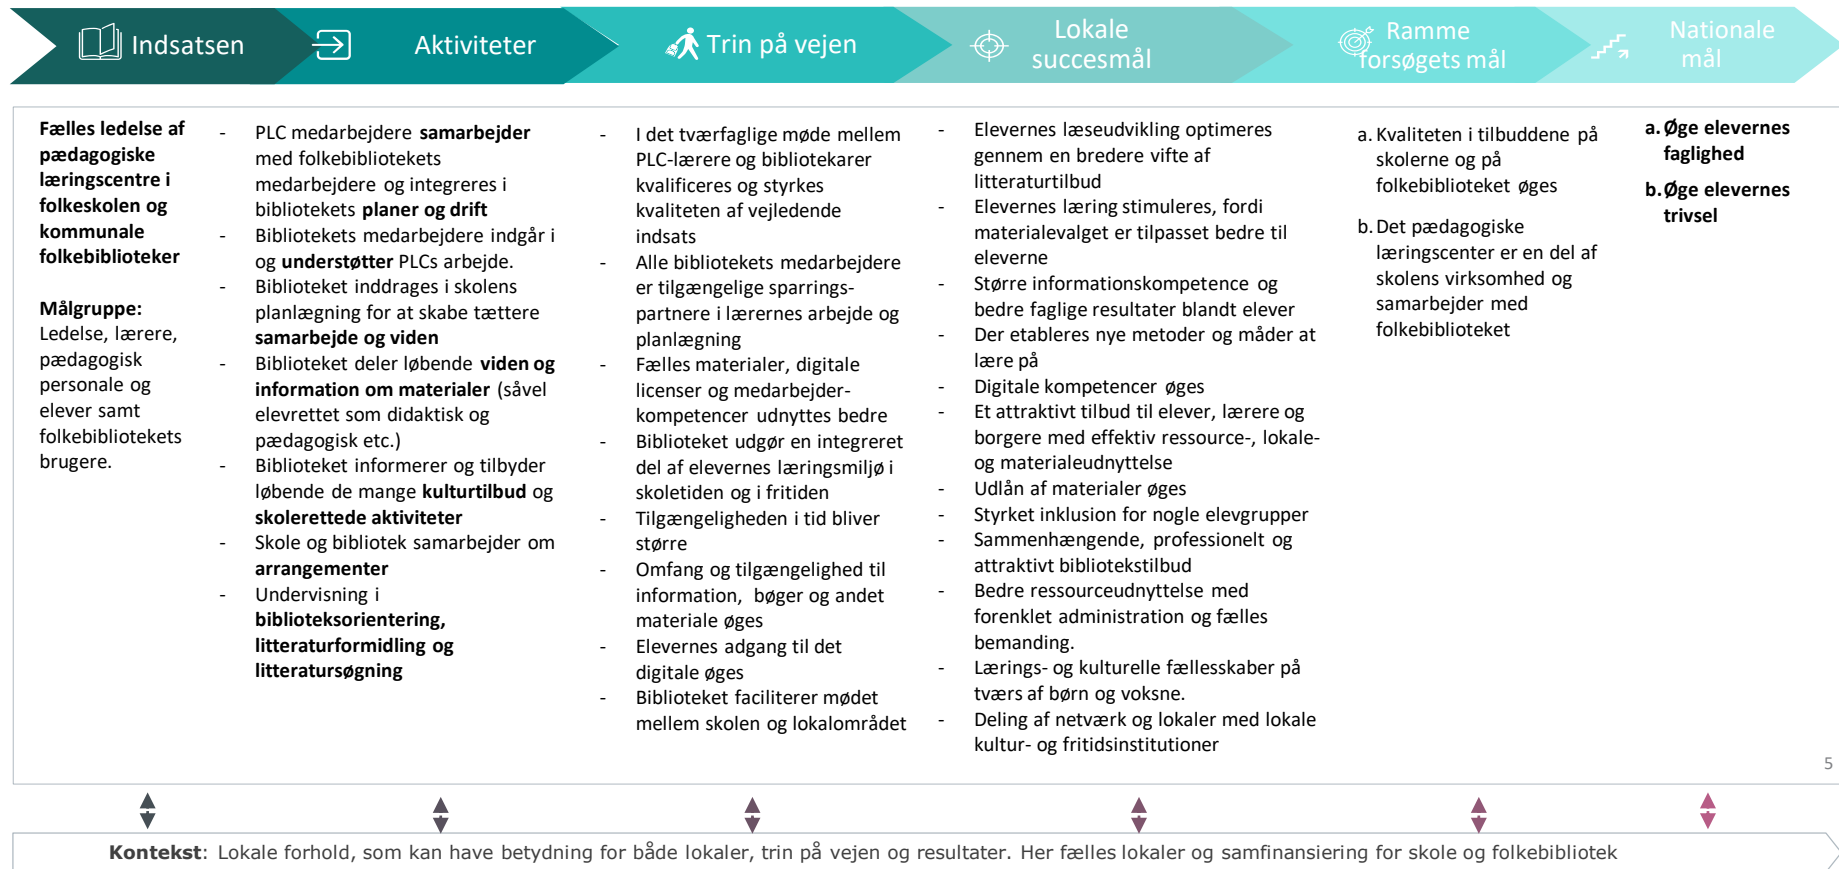 Indsatsen
Aktiviteter
Trin på vejen
Lokale
succesmål
Ramme
forsøgets mål
Nationale
mål
Fælles ledelse af
pædagogiske
læringscentre i
folkeskolen og
kommunale
folkebiblioteker
Målgruppe:
Ledelse, lærere,
pædagogisk
personale og
elever samt
folkebibliotekets
brugere.
- PLC medarbejdere samarbejder
med folkebibliotekets
medarbejdere og integreres i
bibliotekets planer og drift
- Bibliotekets medarbejdere indgår i
og understøtter PLCs arbejde.
- Biblioteket inddrages i skolens
planlægning for at skabe tættere
samarbejde og viden
- Biblioteket deler løbende viden og
information om materialer (såvel
elevrettet som didaktisk og
pædagogisk etc.)
- Biblioteket informerer og tilbyder
løbende de mange kulturtilbud og
skolerettede aktiviteter
- Skole og bibliotek samarbejder om
arrangementer
- Undervisning i
biblioteksorientering,
litteraturformidling og
litteratursøgning
- I det tværfaglige møde mellem
PLC-lærere og bibliotekarer
kvalificeres og styrkes
kvaliteten af vejledende
indsats
- Alle bibliotekets medarbejdere
er tilgængelige sparrings-
partnere i lærernes arbejde og
planlægning
- Fælles materialer, digitale
licenser og medarbejder-
kompetencer udnyttes bedre
- Biblioteket udgør en integreret
del af elevernes læringsmiljø i
skoletiden og i fritiden
- Tilgængeligheden i tid bliver
større
- Omfang og tilgængelighed til
information, bøger og andet
materiale øges
- Elevernes adgang til det
digitale øges
- Biblioteket faciliterer mødet
mellem skolen og lokalområdet
- Elevernes læseudvikling optimeres
gennem en bredere vifte af
litteraturtilbud
- Elevernes læring stimuleres, fordi
materialevalget er tilpasset bedre til
eleverne
- Større informationskompetence og
bedre faglige resultater blandt elever
- Der etableres nye metoder og måder at
lære på
- Digitale kompetencer øges
- Et attraktivt tilbud til elever, lærere og
borgere med effektiv ressource-, lokale-
og materialeudnyttelse
- Udlån af materialer øges
- Styrket inklusion for nogle elevgrupper
- Sammenhængende, professionelt og
attraktivt bibliotekstilbud
- Bedre ressourceudnyttelse med
forenklet administration og fælles
bemanding.
- Lærings- og kulturelle fællesskaber på
tværs af børn og voksne.
- Deling af netværk og lokaler med lokale
kultur- og fritidsinstitutioner
a. Kvaliteten i tilbuddene på
skolerne og på
folkebiblioteket øges
b. Det pædagogiske
læringscenter er en del af
skolens virksomhed og
samarbejder med
folkebiblioteket
a. Øge elevernes
faglighed
b. Øge elevernes
trivsel
5
Kontekst: Lokale forhold, som kan have betydning for både lokaler, trin på vejen og resultater. Her fælles lokaler og samfinansiering for skole og folkebibliotek